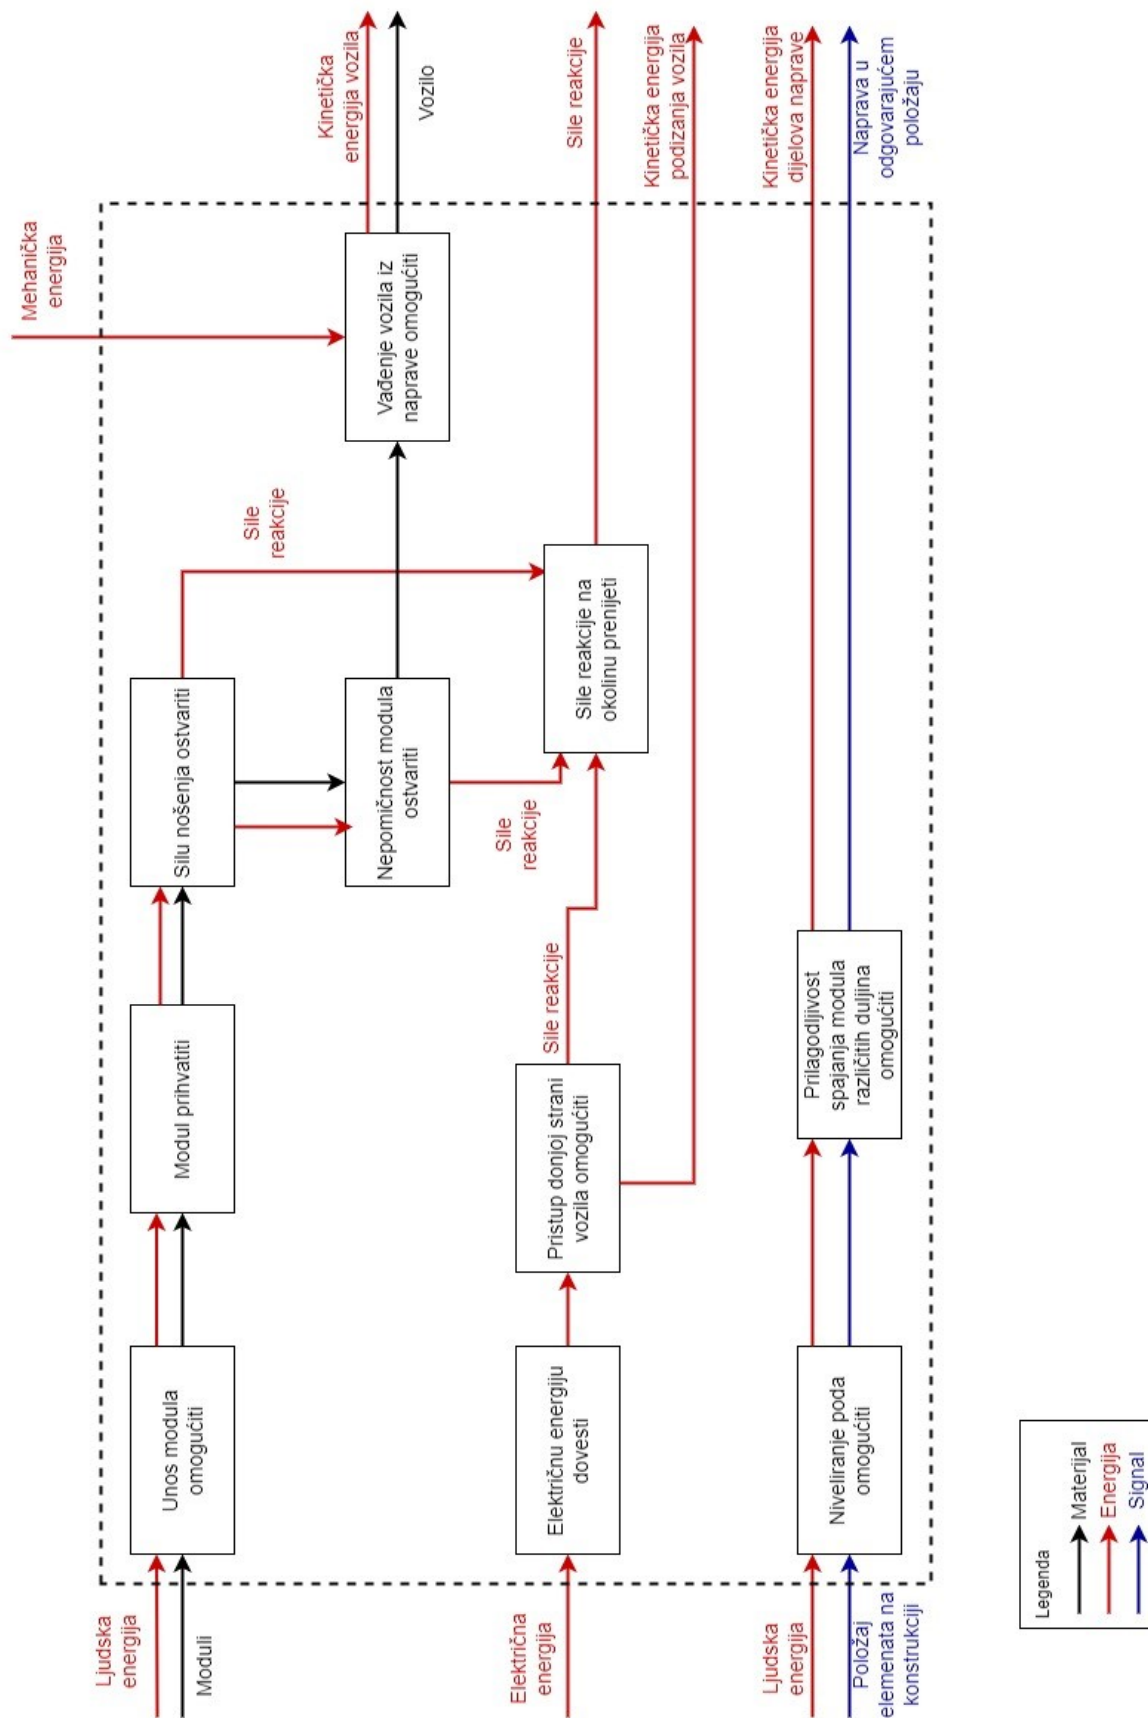 Mehanička
energija
Kinetička
energija vozila
Vozilo
Ljudska
energija
Moduli
Unos modula
omogućiti
Modul prihvatiti
Silu nošenja ostvariti
Sile
reakcije
Nepomičnost modula
ostvariti
Vađenje vozila iz
naprave omogućiti
Sile
reakcije
Sile reakcije
Električna
energija
Električnu energiju
dovesti
Pristup donjoj strani
vozila omogućiti
Sile reakcije
Sile reakcije na
okolinu prenijeti
Kinetička energija
podizanja vozila
Ljudska
energija
Položaj
elemenata na
konstrukciji
Niveliranje poda
omogućiti
Prilagodljivost
spajanja modula
različitih duljina
omogućiti
Kinetička energija
dijelova naprave
Naprava u
odgovarajućem
položaju
Legenda
Materijal
Energija
Signal